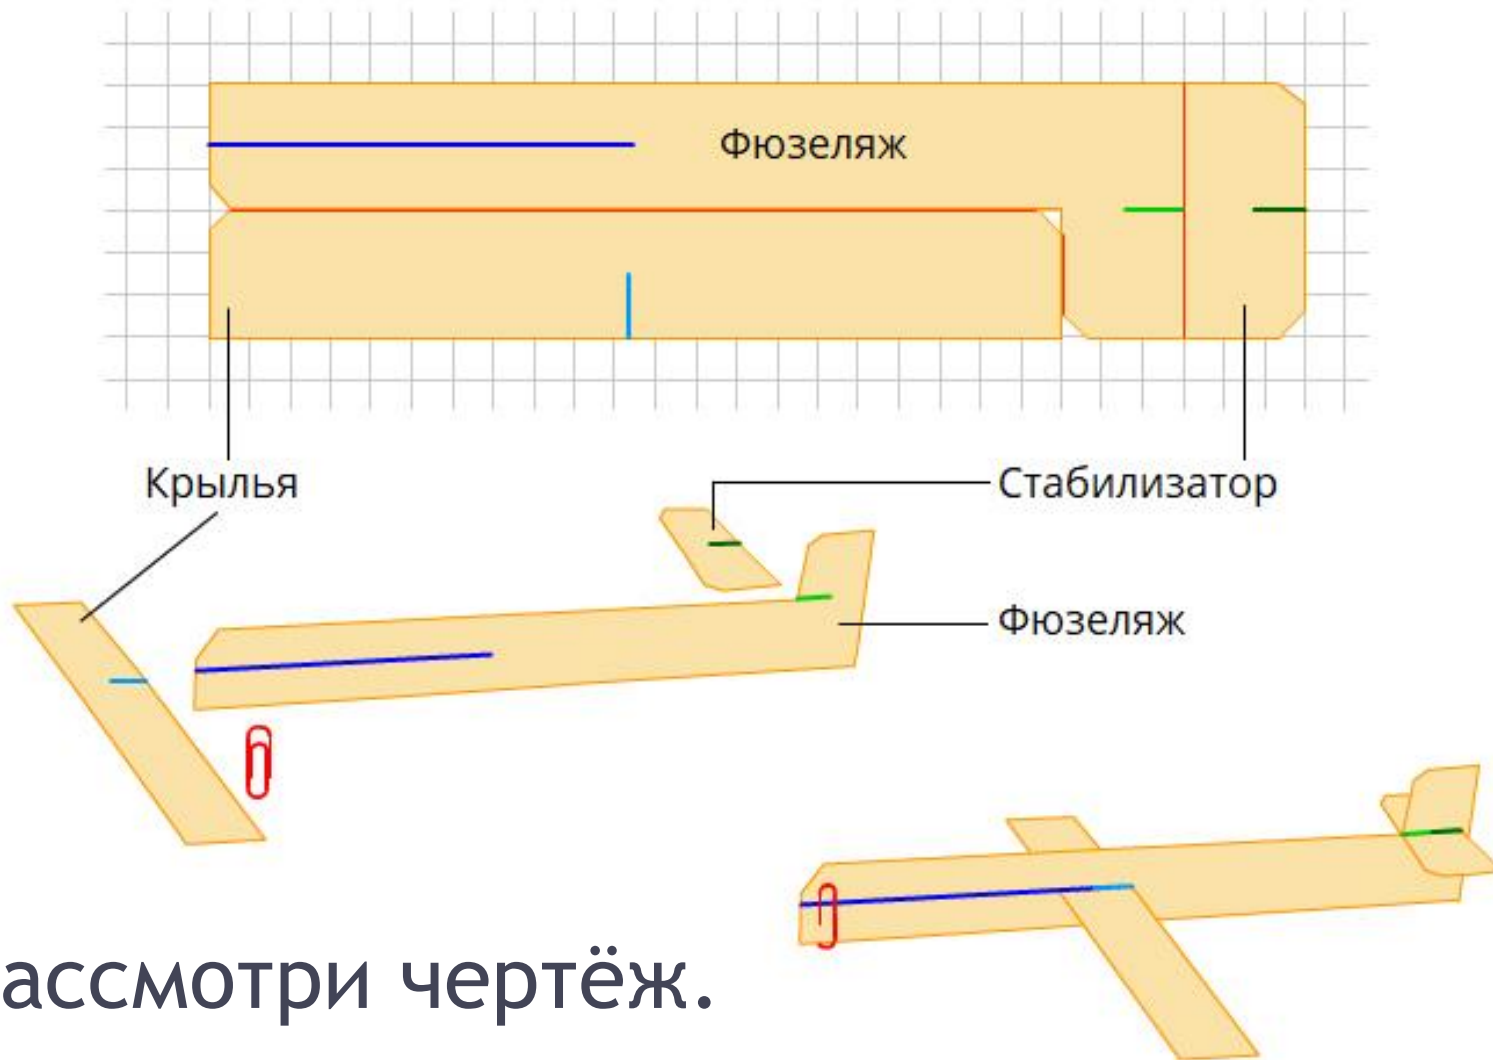 Фюзеляж
Крылья
Стабилизатор
Фюзеляж
ассмотри чертёж.